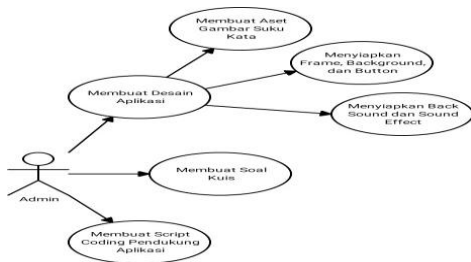 Membuat Aset
Gambar Suku
Kata
Menyiapkan
Frame, Background,
dan Button
Membuat Desain
Aplikasi
Menyiapkan Back
Sound dan Sound
Effect
Membuat Soal
Kuis
Admin
Membuat Script
Coding Pendukung
Aplikasi